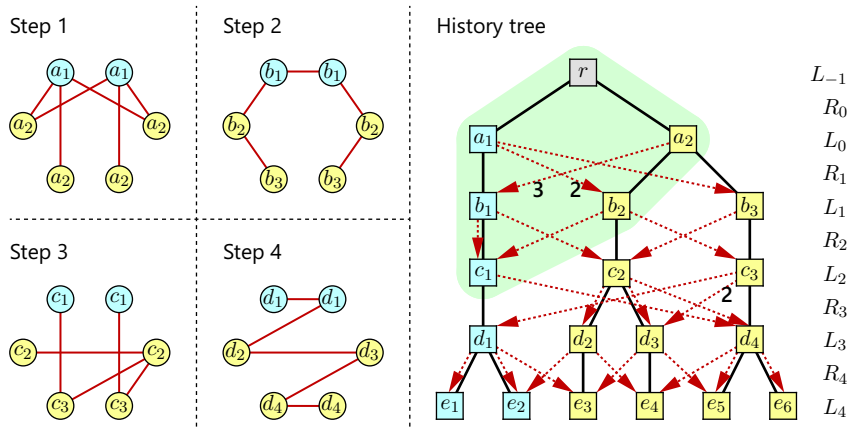 Step 1
a₁ a₁
a₂ a₂
a₂ a₂
Step 2
b₁ b₁
b₂ b₂
b₃ b₃
Step 3
c₁ c₁
c₂ c₂
c₃ c₃
Step 4
d₁ d₁
d₂ d₃
d₄ d₄
History tree
r L₋₁
R₀
a₁ a₂ L₀
R₁
3 2
b₁ b₂ b₃ L₁
R₂
c₁ c₂ c₃ L₂
2
R₃
d₁ d₂ d₃ d₄ L₃
R₄
e₁ e₂ e₃ e₄ e₅ e₆ L₄